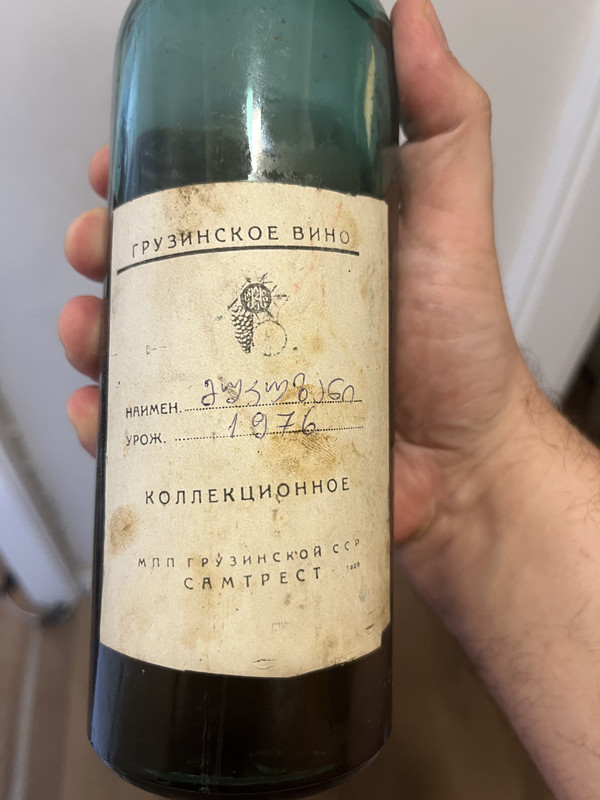 ГРУЗИНСКОЕ ВИНО
НАИМЕН. მუკუზანი
УРОЖ. 1976
КОЛЛЕКЦИОННОЕ
МПП ГРУЗИНСКОЙ ССР
САМТРЕСТ